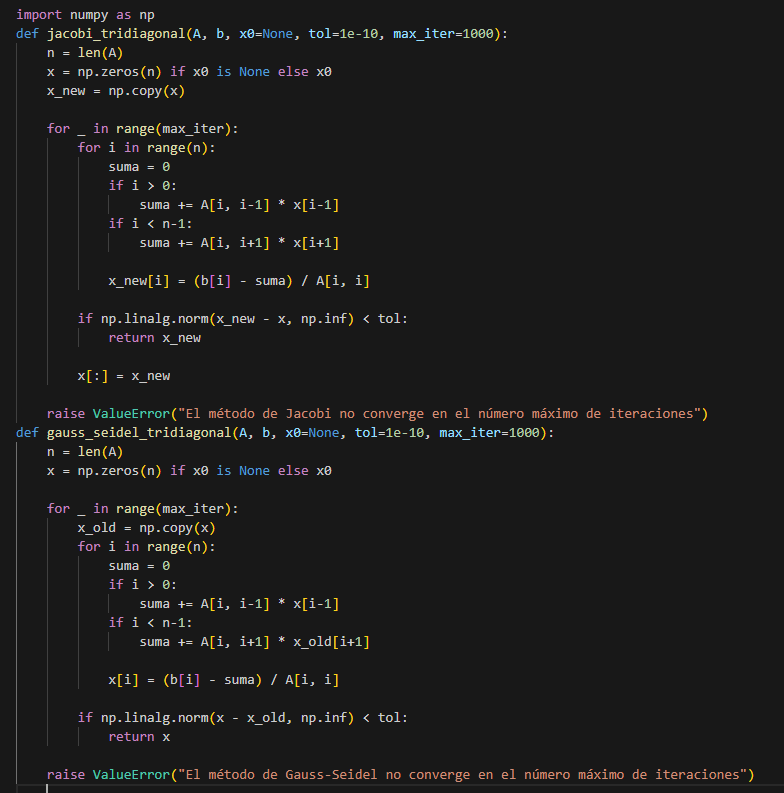 import numpy as np
def jacobi_tridiagonal(A, b, x0=None, tol=1e-10, max_iter=1000):
    n = len(A)
    x = np.zeros(n) if x0 is None else x0
    x_new = np.copy(x)

    for _ in range(max_iter):
        for i in range(n):
            suma = 0
            if i > 0:
                suma += A[i, i-1] * x[i-1]
            if i < n-1:
                suma += A[i, i+1] * x[i+1]

            x_new[i] = (b[i] - suma) / A[i, i]

        if np.linalg.norm(x_new - x, np.inf) < tol:
            return x_new

        x[:] = x_new

    raise ValueError("El método de Jacobi no converge en el número máximo de iteraciones")
def gauss_seidel_tridiagonal(A, b, x0=None, tol=1e-10, max_iter=1000):
    n = len(A)
    x = np.zeros(n) if x0 is None else x0

    for _ in range(max_iter):
        x_old = np.copy(x)
        for i in range(n):
            suma = 0
            if i > 0:
                suma += A[i, i-1] * x[i-1]
            if i < n-1:
                suma += A[i, i+1] * x_old[i+1]

            x[i] = (b[i] - suma) / A[i, i]

        if np.linalg.norm(x - x_old, np.inf) < tol:
            return x

    raise ValueError("El método de Gauss-Seidel no converge en el número máximo de iteraciones")